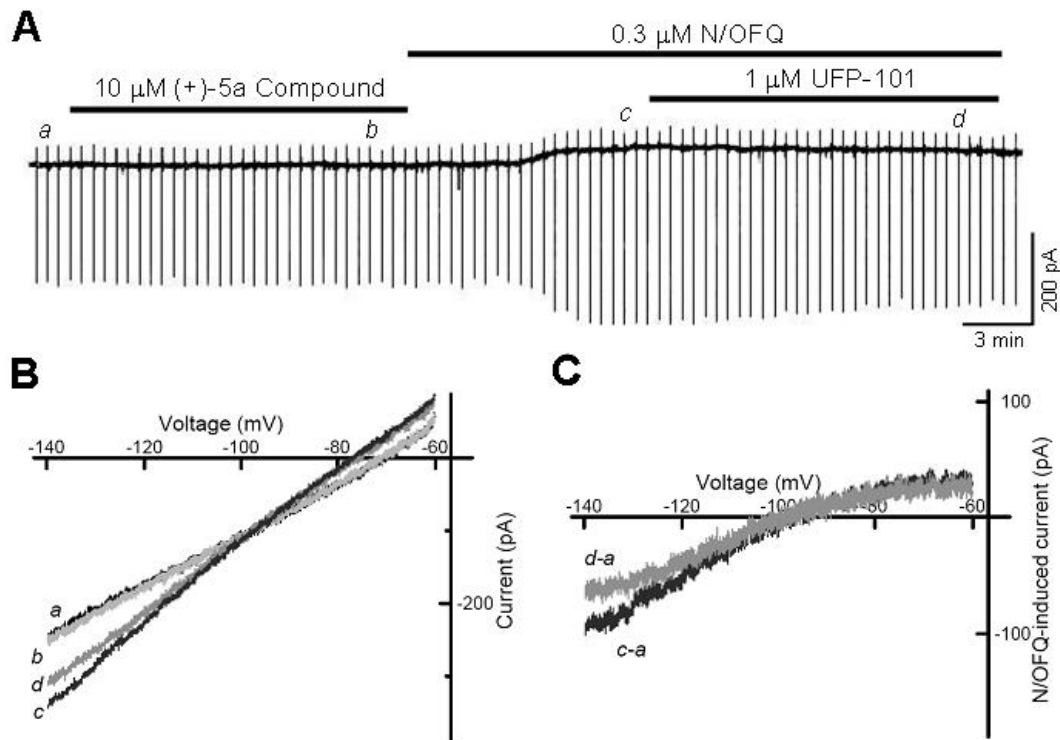 A
0.3 μM N/OFQ
10 μM (+)-5a Compound
1 μM UFP-101
a
b
c
d
200 pA
3 min
B
Voltage (mV)
-140
-120
-100
-80
-60
-200
Current (pA)
a
b
d
c
C
100
Voltage (mV)
-140
-120
-100
-80
-60
-100
N/OFQ-induced current (pA)
d-a
c-a